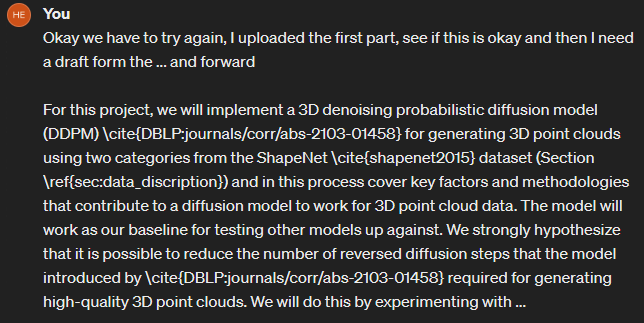 HE You
Okay we have to try again, I uploaded the first part, see if this is okay and then I need
a draft form the ... and forward
For this project, we will implement a 3D denoising probabilistic diffusion model
(DDPM) \cite{DBLP:journals/corr/abs-2103-01458} for generating 3D point clouds
using two categories from the ShapeNet \cite{shapenet2015} dataset (Section
\ref{sec:data_discription}) and in this process cover key factors and methodologies
that contribute to a diffusion model to work for 3D point cloud data. The model will
work as our baseline for testing other models up against. We strongly hypothesize
that it is possible to reduce the number of reversed diffusion steps that the model
introduced by \cite{DBLP:journals/corr/abs-2103-01458} required for generating
high-quality 3D point clouds. We will do this by experimenting with ...